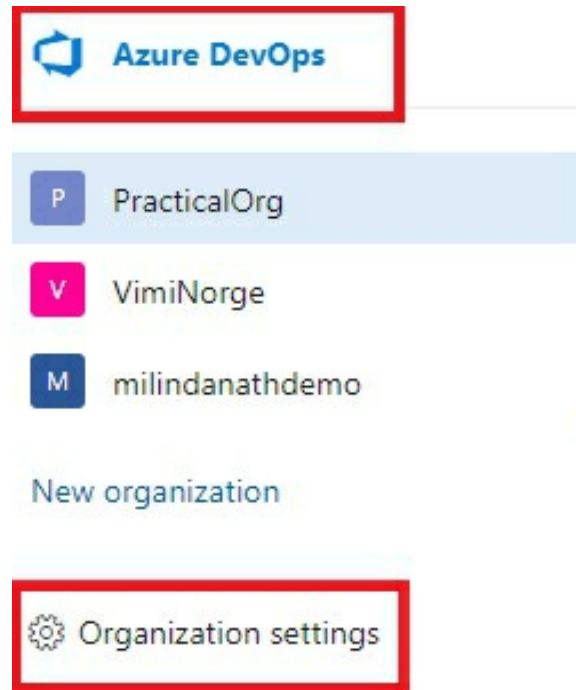 Azure DevOps
P PracticalOrg
V VimiNorge
M milindanathdemo
New organization
Organization settings